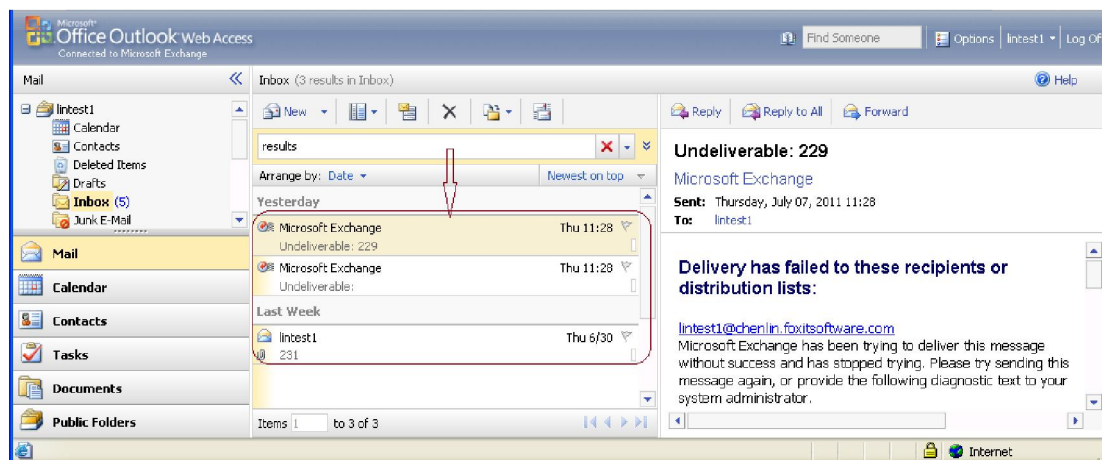 Microsoft®
Office Outlook Web Access
Connected to Microsoft Exchange
Find Someone
Options
lintest1
Log Of
Mail
Inbox (3 results in Inbox)
Help
lintest1
Calendar
Contacts
Deleted Items
Drafts
Inbox (5)
Junk E-Mail
Mail
Calendar
Contacts
Tasks
Documents
Public Folders
New
results
Arrange by: Date
Newest on top
Yesterday
Microsoft Exchange Thu 11:28
Undeliverable: 229
Microsoft Exchange Thu 11:28
Undeliverable:
Last Week
lintest1 Thu 6/30
231
Items 1 to 3 of 3
Reply
Reply to All
Forward
Undeliverable: 229
Microsoft Exchange
Sent: Thursday, July 07, 2011 11:28
To: lintest1
Delivery has failed to these recipients or
distribution lists:
lintest1@chenlin.foxitsoftware.com
Microsoft Exchange has been trying to deliver this message
without success and has stopped trying. Please try sending this
message again, or provide the following diagnostic text to your
system administrator.
Internet